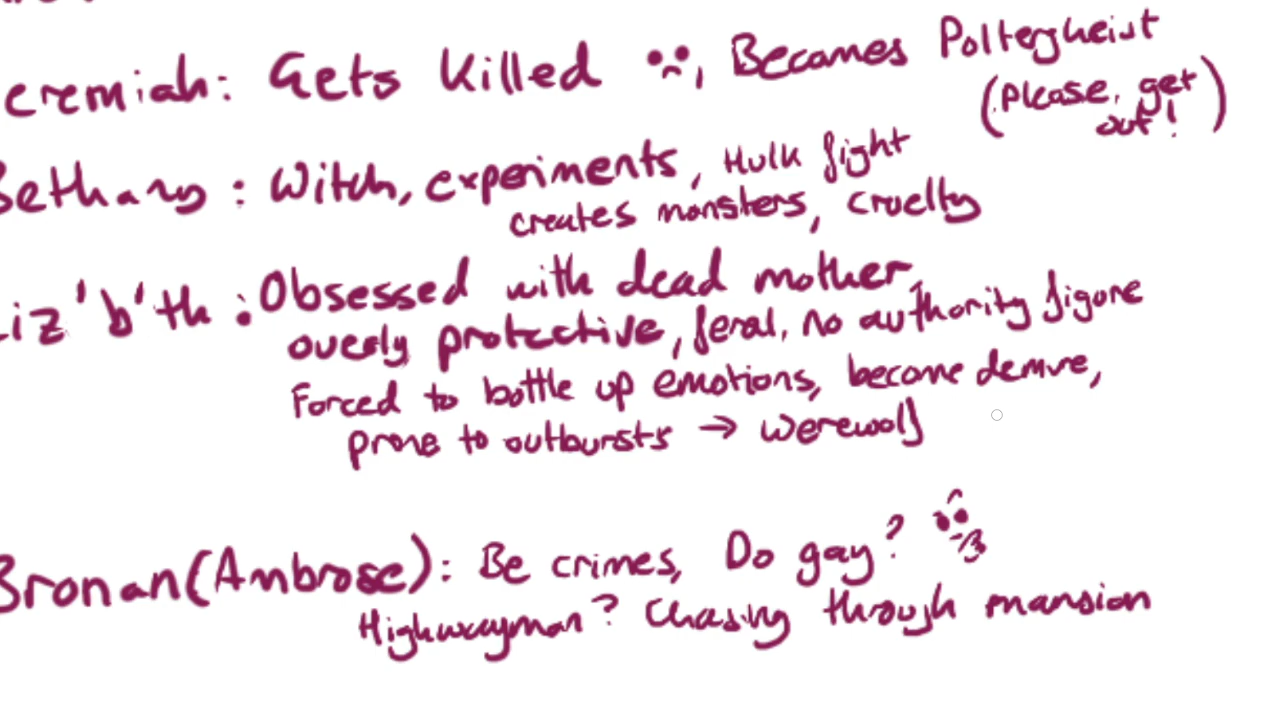 eremiah: Gets Killed :(, Becomes Poltergheist
(please, get
out!)
Bethany: Witch, experiments, Hulk fight
creates monsters, cruelty
Liz'b'th: Obsessed with dead mother,
overly protective, feral, no authority figure
Forced to bottle up emotions, become demure,
prone to outbursts → Werewolf
Bronan(Ambrose): Be crimes, Do gay?
Highwayman? Chasing through mansion